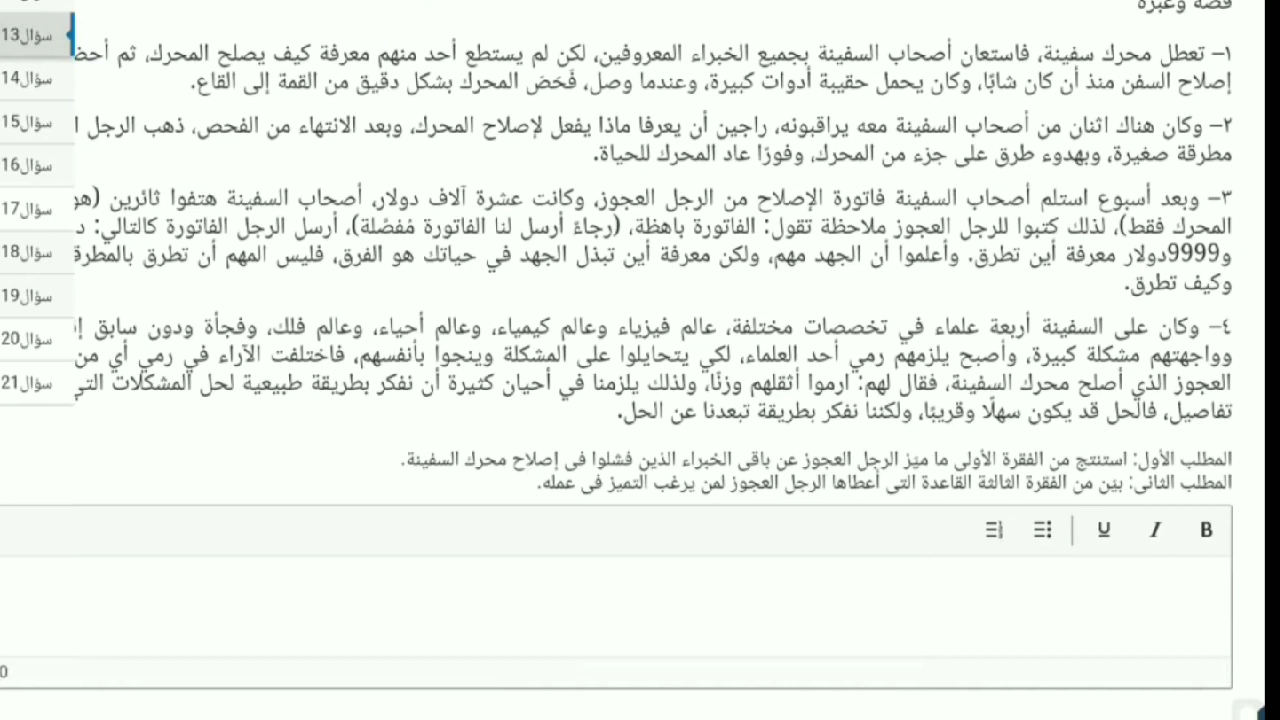 قصة وعبرة
١– تعطل محرك سفينة، فاستعان أصحاب السفينة بجميع الخبراء المعروفين، لكن لم يستطع أحد منهم معرفة كيف يصلح المحرك، ثم
إصلاح السفن منذ أن كان شابًا، وكان يحمل حقيبة أدوات كبيرة، وعندما وصل، فَحَصَ المحرك بشكل دقيق من القمة إلى القاع.
٢– وكان هناك اثنان من أصحاب السفينة معه يراقبونه، راجين أن يعرفا ماذا يفعل لإصلاح المحرك، وبعد الانتهاء من الفحص، ذهب الرجل
مطرقة صغيرة، وبهدوء طرق على جزء من المحرك، وفورًا عاد المحرك للحياة.
٣– وبعد أسبوع استلم أصحاب السفينة فاتورة الإصلاح من الرجل العجوز، وكانت عشرة آلاف دولار، أصحاب السفينة هتفوا ثائرين
المحرك فقط)، لذلك كتبوا للرجل العجوز ملاحظة تقول: الفاتورة باهظة، (رجاءً أرسل لنا الفاتورة مُفصّلة)، أرسل الرجل الفاتورة كالتالي:
و9999دولار معرفة أين تطرق. وأعلموا أن الجهد مهم، ولكن معرفة أين تبذل الجهد في حياتك هو الفرق، فليس المهم أن تطرق
وكيف تطرق.
٤– وكان على السفينة أربعة علماء في تخصصات مختلفة، عالم فيزياء وعالم كيمياء، وعالم أحياء، وعالم فلك، وفجأة ودون سابق
وواجهتهم مشكلة كبيرة، وأصبح يلزمهم رمي أحد العلماء، لكي يتحايلوا على المشكلة وينجوا بأنفسهم، فاختلفت الآراء في رمي أي من
العجوز الذي أصلح محرك السفينة، فقال لهم: ارموا أثقلهم وزنًا، ولذلك يلزمنا في أحيان كثيرة أن نفكر بطريقة طبيعية لحل المشكلات
تفاصيل، فالحل قد يكون سهلًا وقريبًا، ولكننا نفكر بطريقة تبعدنا عن الحل.
المطلب الأول: استنتج من الفقرة الأولى ما ميّز الرجل العجوز عن باقي الخبراء الذين فشلوا في إصلاح محرك السفينة.
المطلب الثاني: بيّن من الفقرة الثالثة القاعدة التي أعطاها الرجل العجوز لمن يرغب التميز في عمله.
B I U
0
سؤال13
سؤال14
سؤال15
سؤال16
سؤال17
سؤال18
سؤال19
سؤال20
سؤال21